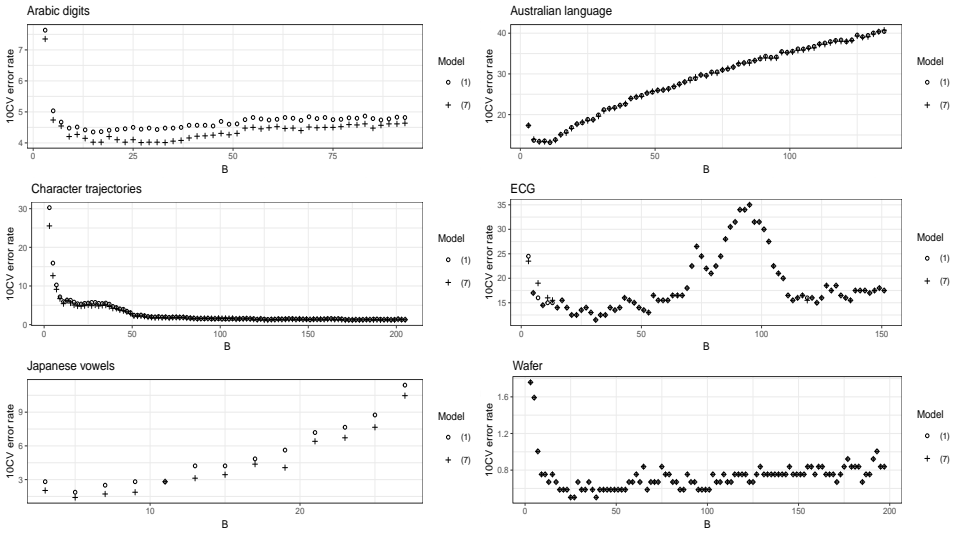 Arabic digits
10CV error rate
7
6
5
4
0
25
50
75
B
Model
(1)
(7)
Australian language
10CV error rate
40
30
20
0
50
100
B
Model
(1)
(7)
Character trajectories
10CV error rate
30
20
10
0
0
50
100
150
200
B
Model
(1)
(7)
ECG
10CV error rate
35
30
25
20
15
0
50
100
150
B
Model
(1)
(7)
Japanese vowels
10CV error rate
9
6
3
10
20
B
Model
(1)
(7)
Wafer
10CV error rate
1.6
1.2
0.8
0
50
100
150
200
B
Model
(1)
(7)